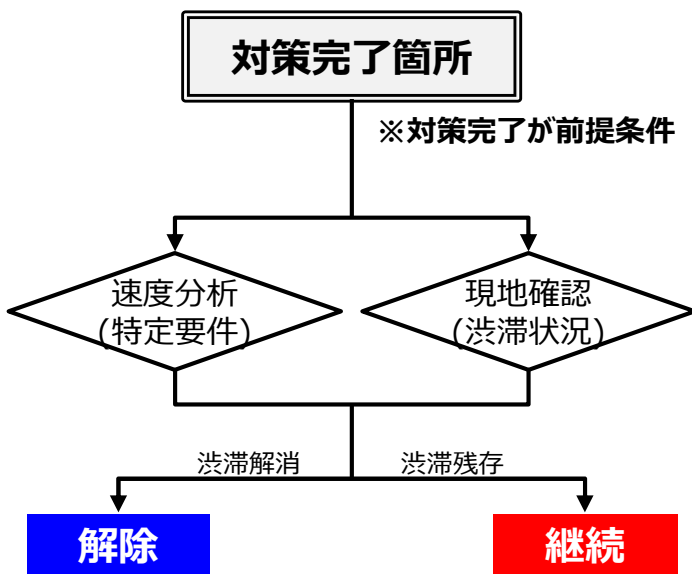 対策完了箇所
※対策完了が前提条件
速度分析
(特定要件)
現地確認
(渋滞状況)
渋滞解消
渋滞残存
解除
継続